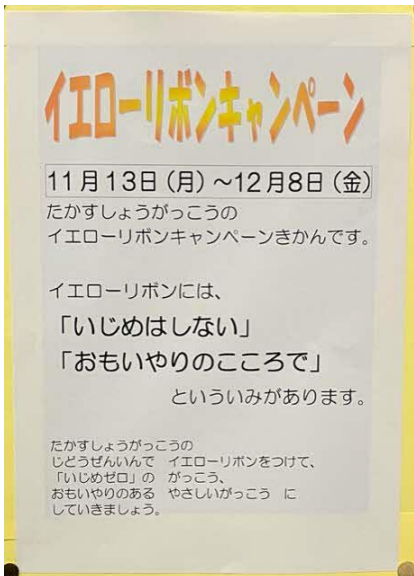 イエローリボンキャンペーン
11月13日（月）～12月8日（金）
たかすしょうがっこうの
イエローリボンキャンペーンきかんです。
イエローリボンには、
「いじめはしない」
「おもいやりのこころで」
といういみがあります。
たかすしょうがっこうの
じどうぜんいんで　イエローリボンをつけて、
「いじめゼロ」の　がっこう、
おもいやりのある　やさしいがっこう　に
していきましょう。